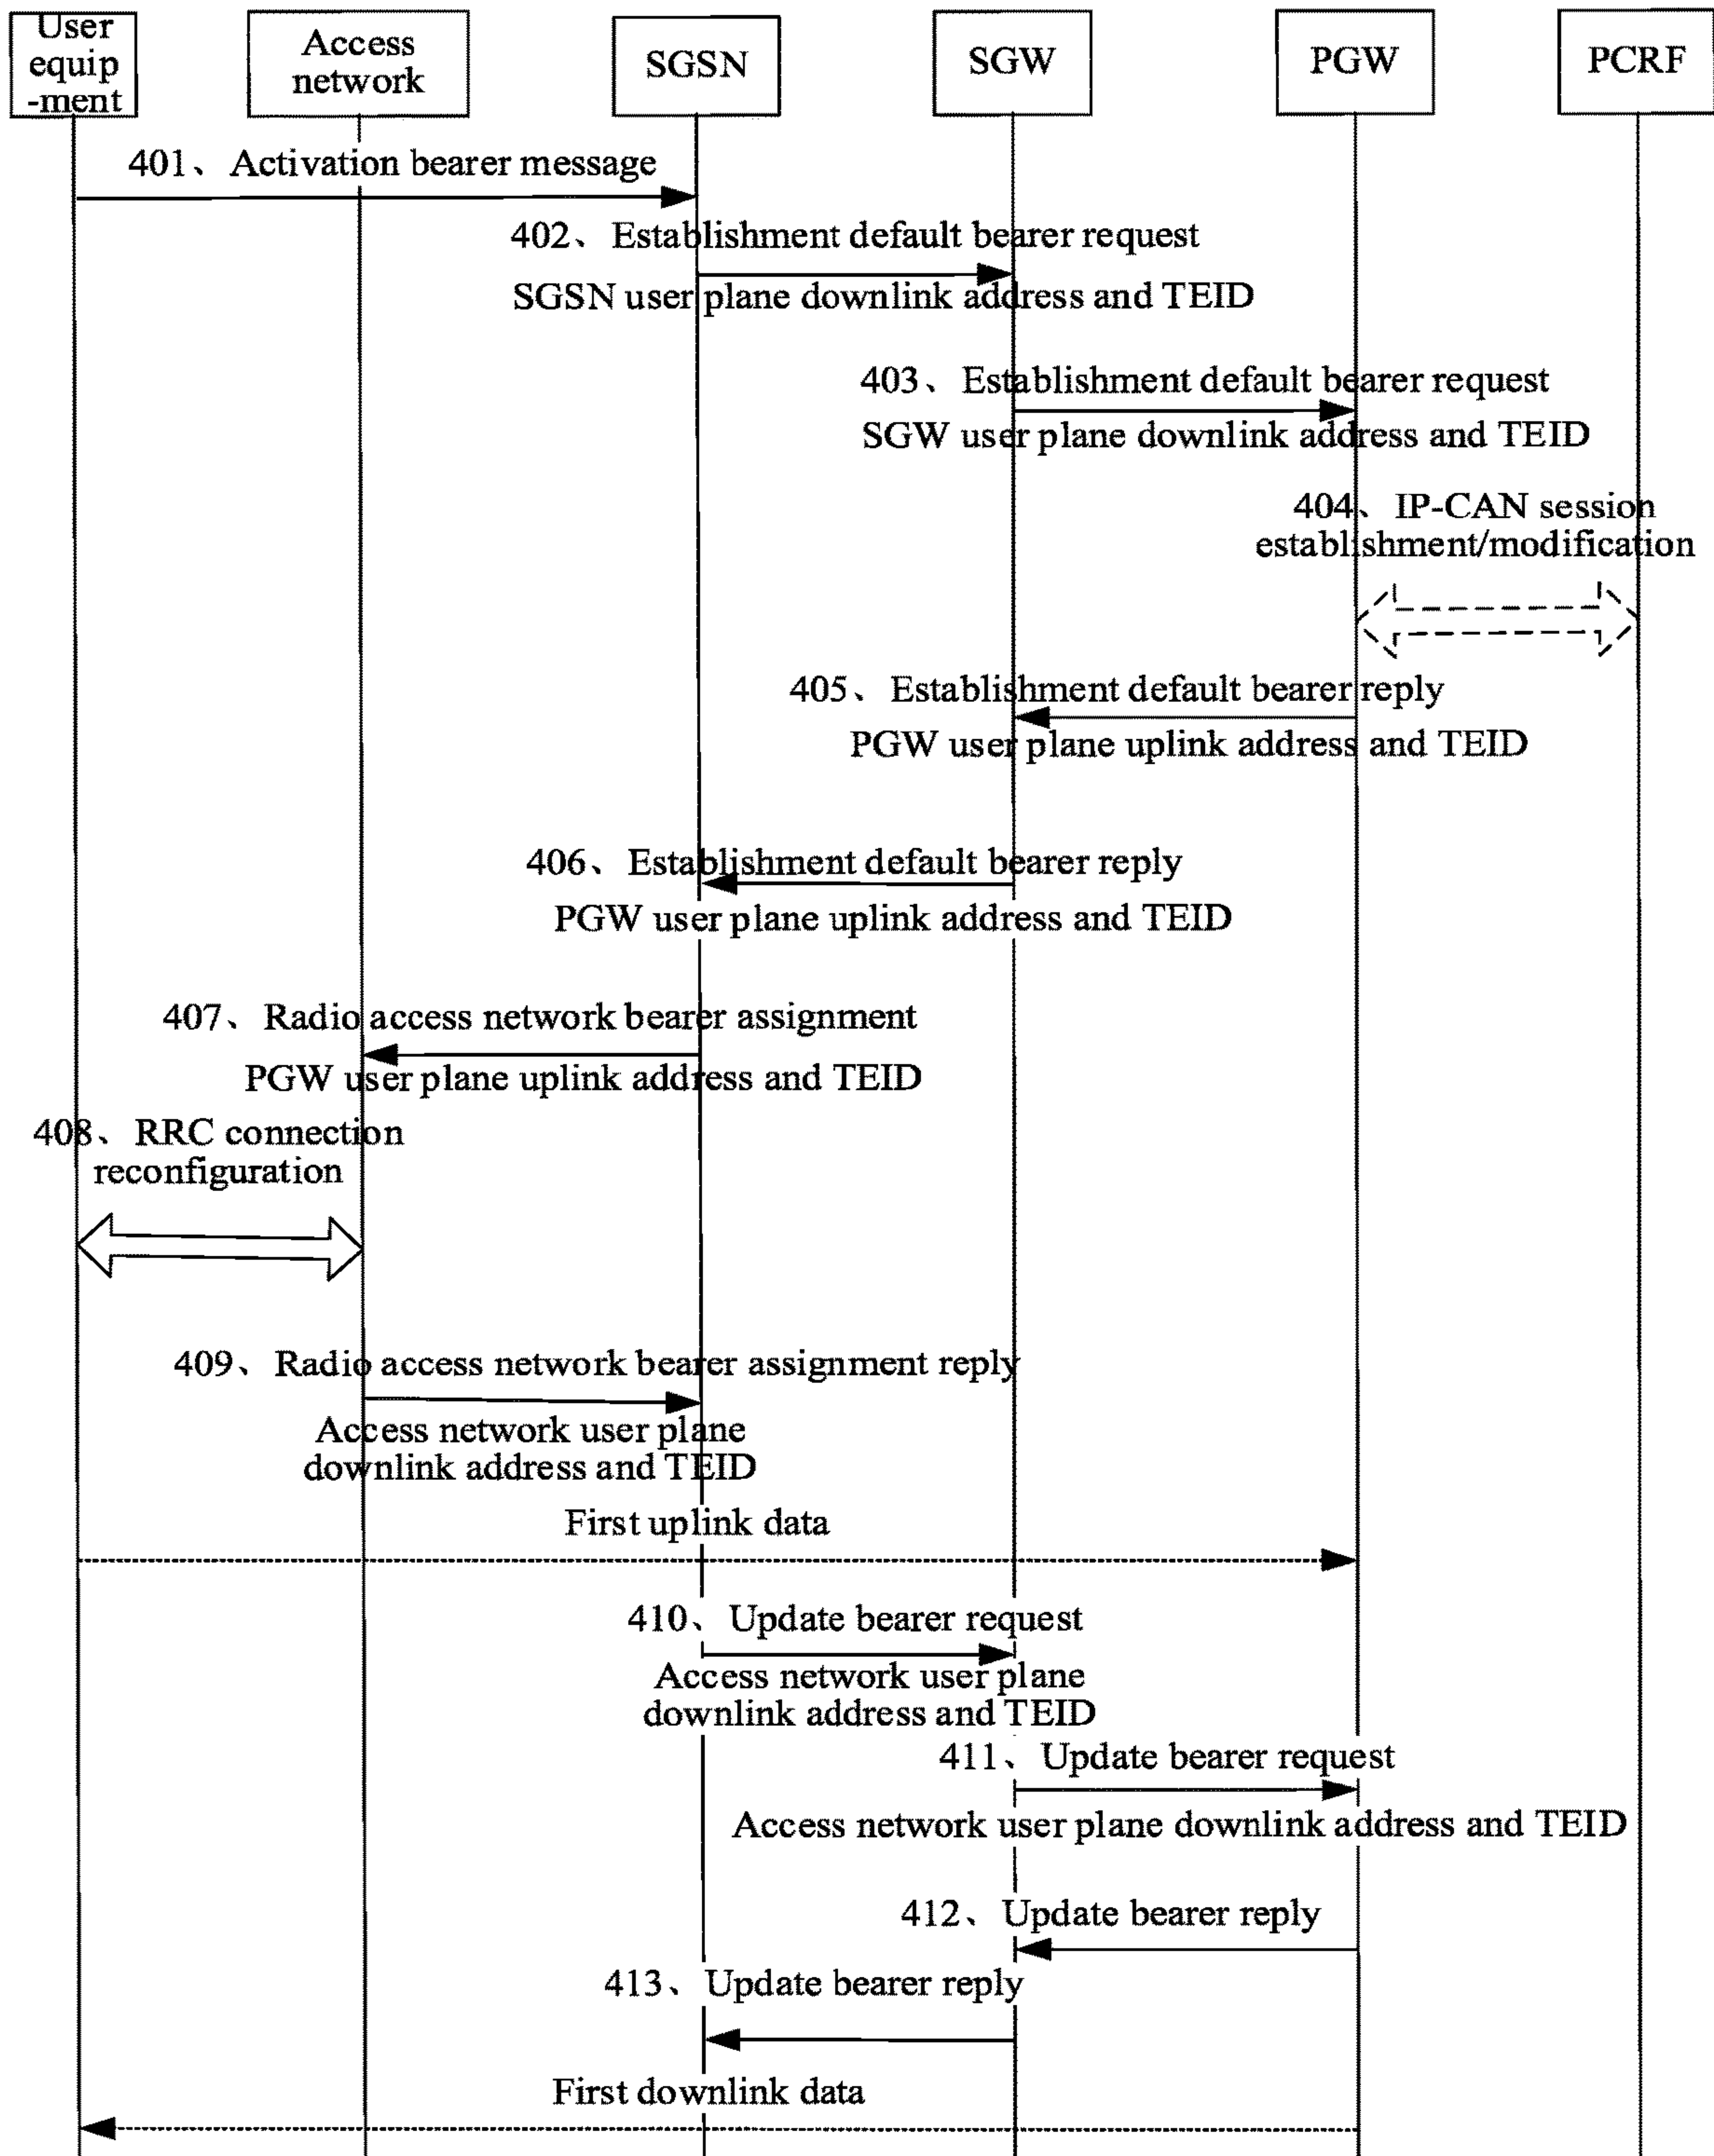 User
equip
-ment
Access
network
SGSN
SGW
PGW
PCRF
401、Activation bearer message
402、Establishment default bearer request
SGSN user plane downlink address and TEID
403、Establishment default bearer request
SGW user plane downlink address and TEID
404、IP-CAN session
establishment/modification
405、Establishment default bearer reply
PGW user plane uplink address and TEID
406、Establishment default bearer reply
PGW user plane uplink address and TEID
407、Radio access network bearer assignment
PGW user plane uplink address and TEID
408、RRC connection
reconfiguration
409、Radio access network bearer assignment reply
Access network user plane
downlink address and TEID
First uplink data
410、Update bearer request
Access network user plane
downlink address and TEID
411、Update bearer request
Access network user plane downlink address and TEID
412、Update bearer reply
413、Update bearer reply
First downlink data